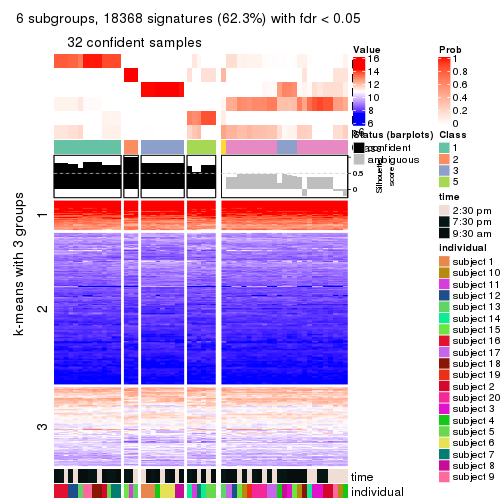 6 subgroups, 18368 signatures (62.3%) with fdr < 0.05
32 confident samples
k-means with 3 groups
1
2
3
Value
16
14
12
10
8
6
Status (barplots)
confident
ambiguous
1
0.5
0
Silhouette
score
time
individual
Prob
1
0.8
0.6
0.4
0.2
0
Class
1
2
3
5
time
2:30 pm
7:30 pm
9:30 am
individual
subject 1
subject 10
subject 11
subject 12
subject 13
subject 14
subject 15
subject 16
subject 17
subject 18
subject 19
subject 2
subject 20
subject 3
subject 4
subject 5
subject 6
subject 7
subject 8
subject 9